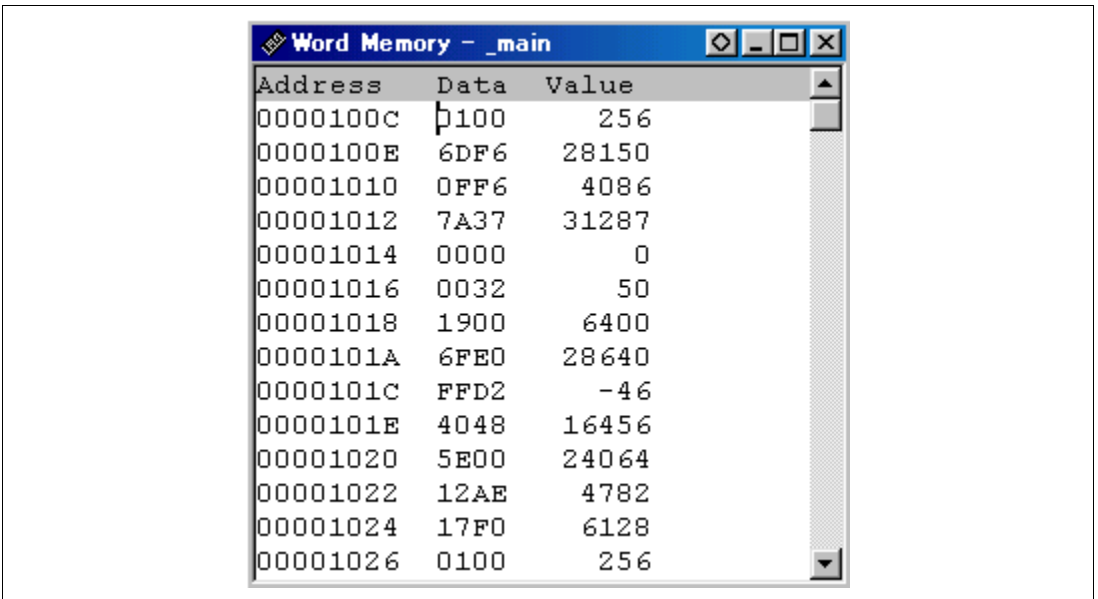 Word Memory - _main
Address Data Value
0000100C 0100 256
0000100E 6DF6 28150
00001010 0FF6 4086
00001012 7A37 31287
00001014 0000 0
00001016 0032 50
00001018 1900 6400
0000101A 6FE0 28640
0000101C FFD2 -46
0000101E 4048 16456
00001020 5E00 24064
00001022 12AE 4782
00001024 17F0 6128
00001026 0100 256